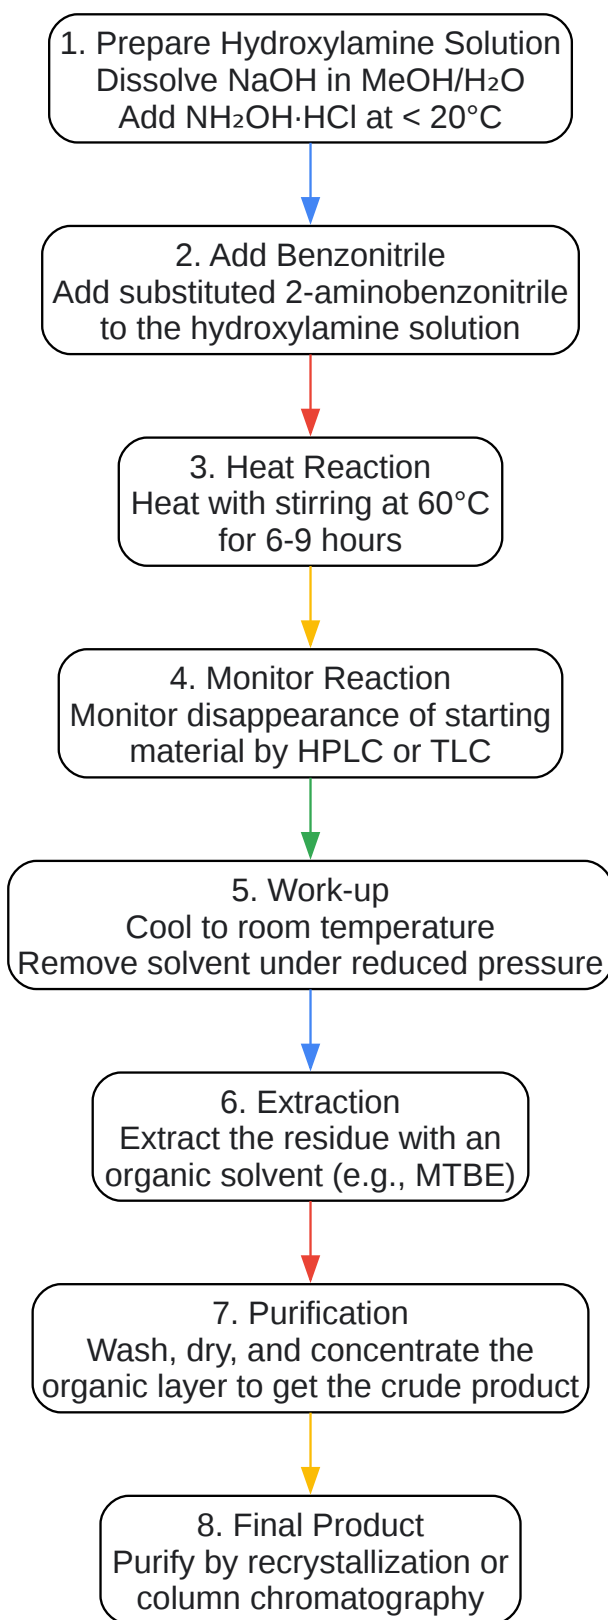 1. Prepare Hydroxylamine Solution
Dissolve NaOH in MeOH/H₂O
Add NH₂OH·HCl at < 20°C
2. Add Benzonitrile
Add substituted 2-aminobenzonitrile
to the hydroxylamine solution
3. Heat Reaction
Heat with stirring at 60°C
for 6-9 hours
4. Monitor Reaction
Monitor disappearance of starting
material by HPLC or TLC
5. Work-up
Cool to room temperature
Remove solvent under reduced pressure
6. Extraction
Extract the residue with an
organic solvent (e.g., MTBE)
7. Purification
Wash, dry, and concentrate the
organic layer to get the crude product
8. Final Product
Purify by recrystallization or
column chromatography